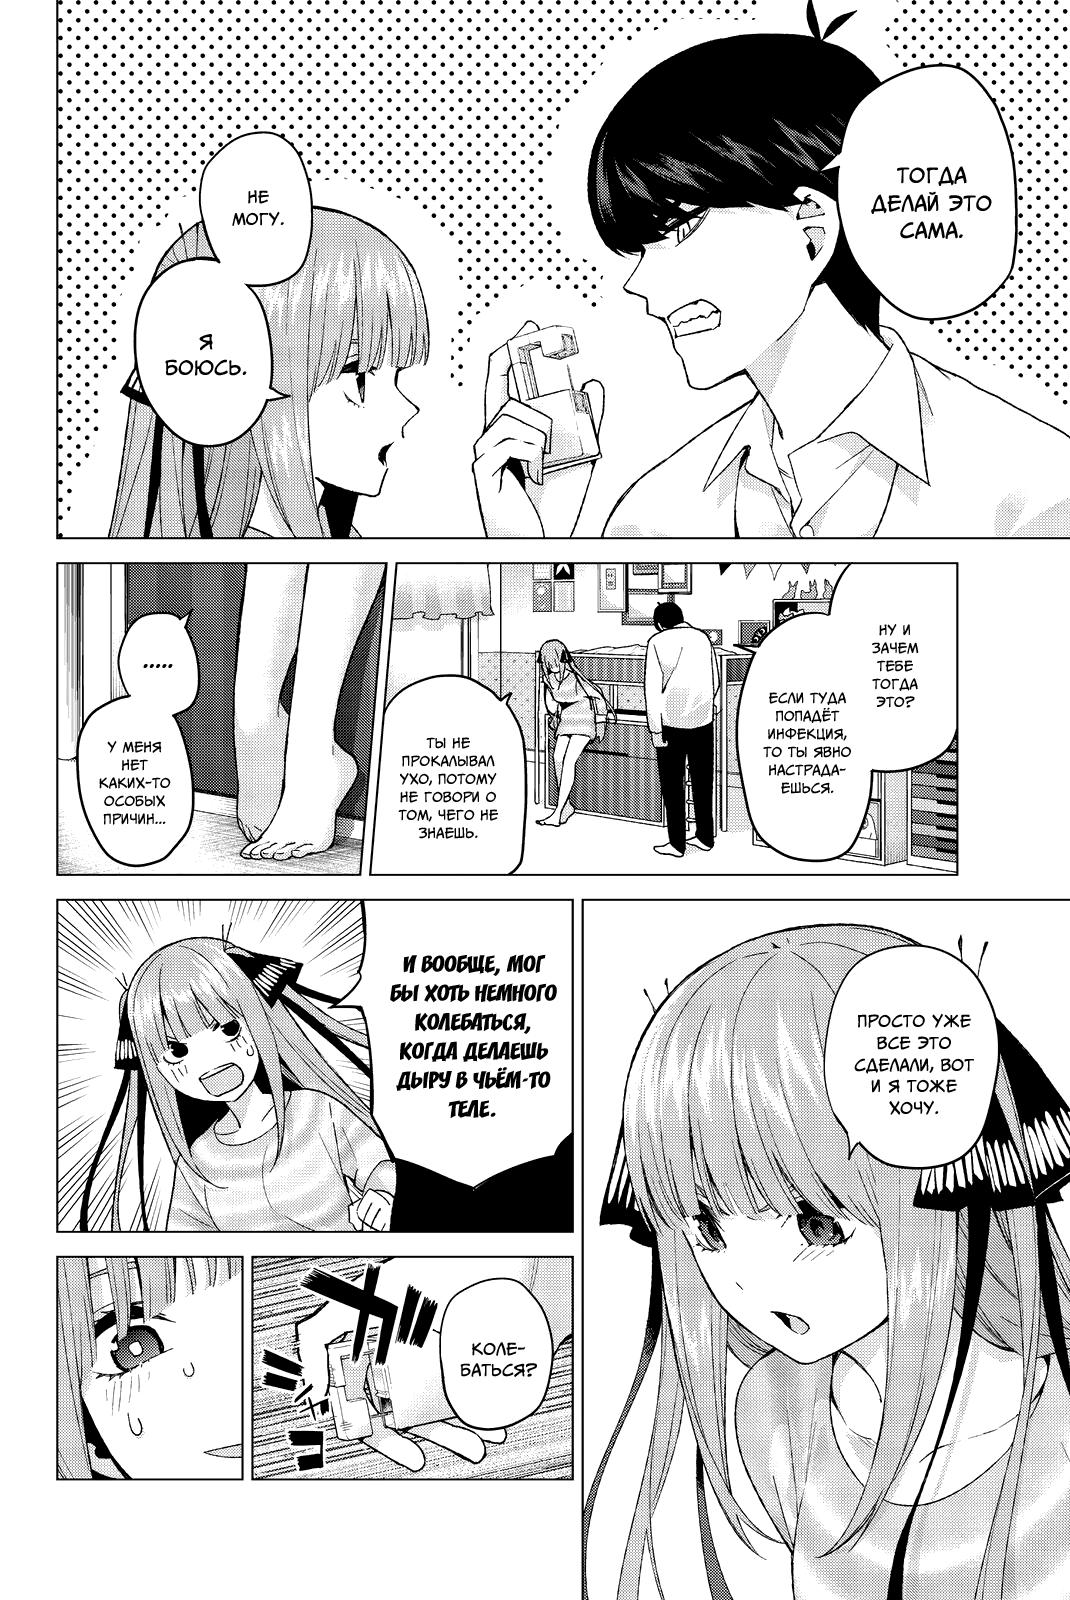 ТОГДА
ДЕЛАЙ ЭТО
САМА.
НЕ
МОГУ.
Я
БОЮСЬ.
НУ И
ЗАЧЕМ
ТЕБЕ
ТОГДА
ЭТО?
ЕСЛИ ТУДА
ПОПАДЁТ
ИНФЕКЦИЯ,
ТО ТЫ ЯВНО
НАСТРАДА-
ЕШЬСЯ.
ТЫ НЕ
ПРОКАЛЫВАЛ
УХО, ПОТОМУ
НЕ ГОВОРИ О
ТОМ, ЧЕГО НЕ
ЗНАЕШЬ.
......
У МЕНЯ
НЕТ
КАКИХ-ТО
ОСОБЫХ
ПРИЧИН...
ПРОСТО УЖЕ
ВСЕ ЭТО
СДЕЛАЛИ, ВОТ
И Я ТОЖЕ
ХОЧУ.
И ВООБЩЕ, МОГ
БЫ ХОТЬ НЕМНОГО
КОЛЕБАТЬСЯ,
КОГДА ДЕЛАЕШЬ
ДЫРУ В ЧЬЁМ-ТО
ТЕЛЕ.
КОЛЕ-
БАТЬСЯ?